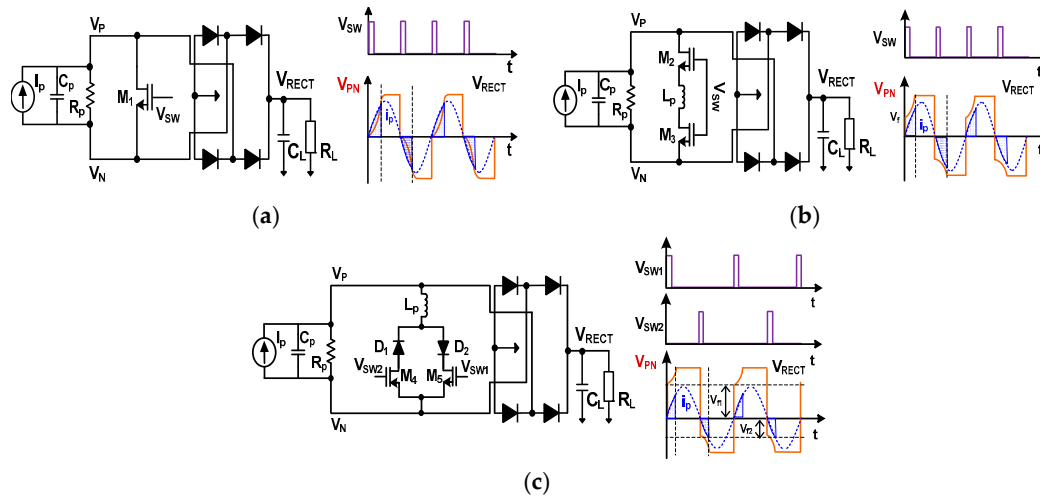 V_P
I_P
C_P
R_P
M_1
V_SW
V_N
V_RECT
C_L
R_L
V_SW
t
V_PN
V_RECT
i_p
t
(a)
V_P
I_P
C_P
R_P
M_2
L_P
M_3
V_SW
V_N
V_RECT
C_L
R_L
V_SW
t
V_PN
V_RECT
V_f
i_p
t
(b)
V_P
I_P
C_P
R_P
L_P
D_1
D_2
V_SW2
M_4
M_5
V_SW1
V_N
V_RECT
C_L
R_L
V_SW1
t
V_SW2
t
V_PN
V_RECT
V_f1
i_p
V_f2
t
(c)